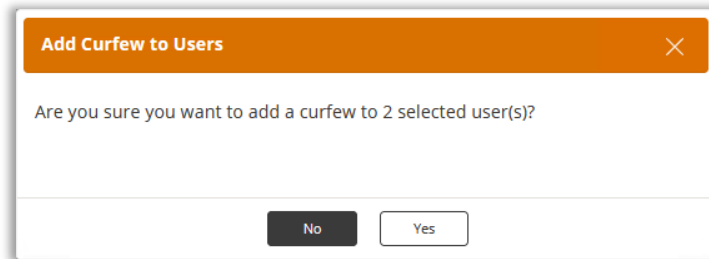 Add Curfew to Users
Are you sure you want to add a curfew to 2 selected user(s)?
No
Yes